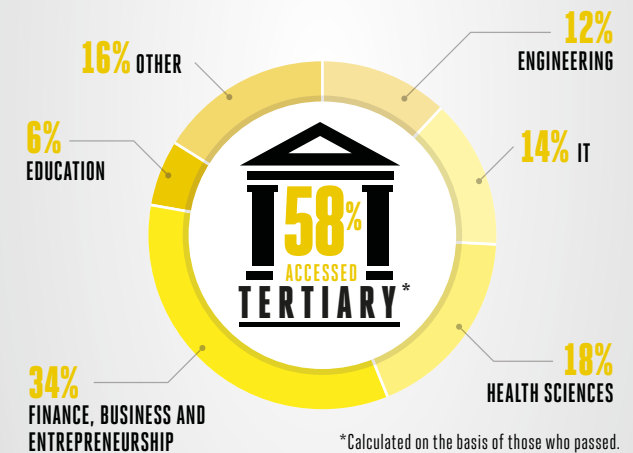 12%
ENGINEERING
16% OTHER
6%
EDUCATION
14% IT
58%
ACCESSED
TERTIARY*
34%
FINANCE, BUSINESS AND
ENTREPRENEURSHIP
18%
HEALTH SCIENCES
*Calculated on the basis of those who passed.